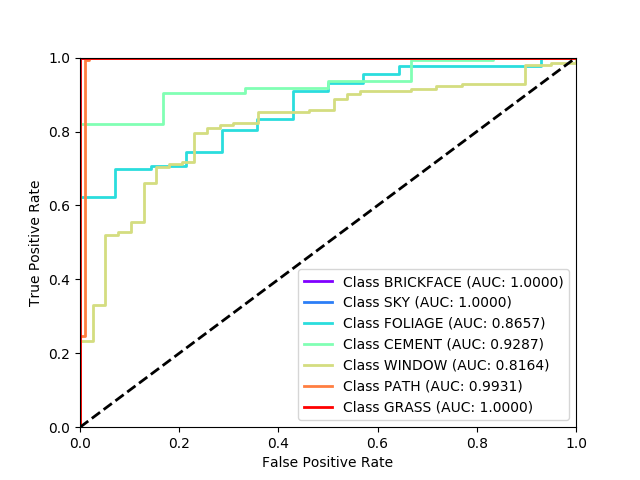 1.0
0.8
0.6
0.4
0.2
0.0
True Positive Rate
Class BRICKFACE (AUC: 1.0000)
Class SKY (AUC: 1.0000)
Class FOLIAGE (AUC: 0.8657)
Class CEMENT (AUC: 0.9287)
Class WINDOW (AUC: 0.8164)
Class PATH (AUC: 0.9931)
Class GRASS (AUC: 1.0000)
0.0 0.2 0.4 0.6 0.8 1.0
False Positive Rate